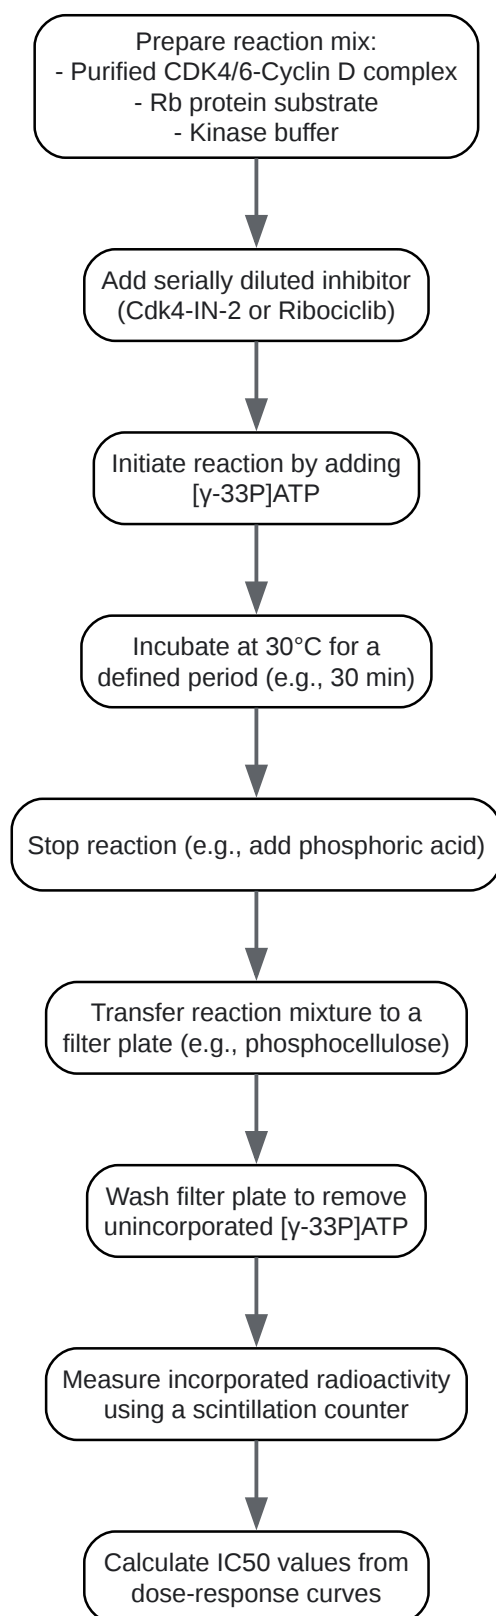 Prepare reaction mix:
- Purified CDK4/6-Cyclin D complex
- Rb protein substrate
- Kinase buffer
Add serially diluted inhibitor
(Cdk4-IN-2 or Ribociclib)
Initiate reaction by adding
[γ-33P]ATP
Incubate at 30°C for a
defined period (e.g., 30 min)
Stop reaction (e.g., add phosphoric acid)
Transfer reaction mixture to a
filter plate (e.g., phosphocellulose)
Wash filter plate to remove
unincorporated [γ-33P]ATP
Measure incorporated radioactivity
using a scintillation counter
Calculate IC50 values from
dose-response curves